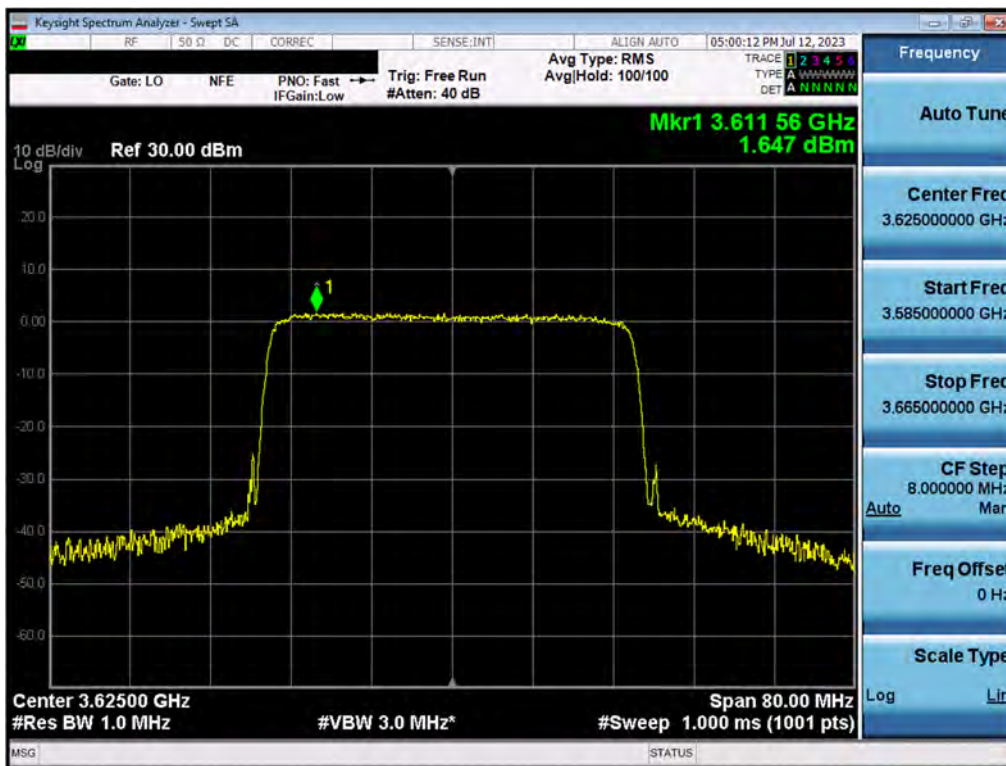 Keysight Spectrum Analyzer - Swept SA
LXI RF 50 Ω DC CORREC SENSE:INT ALIGN AUTO 05:00:12 PM Jul 12, 2023
Gate: LO NFE PNO: Fast Trig: Free Run Avg Type: RMS TRACE 1 2 3 4 5 6
IFGain:Low #Atten: 40 dB Avg|Hold: 100/100 TYPE A WWWWW
DET A N N N N N
Mkr1 3.611 56 GHz
1.647 dBm
10 dB/div Ref 30.00 dBm
Log
20.0
10.0
1
0.00
-10.0
-20.0
-30.0
-40.0
-50.0
-60.0
Center 3.62500 GHz Span 80.00 MHz
#Res BW 1.0 MHz #VBW 3.0 MHz* #Sweep 1.000 ms (1001 pts)
MSG STATUS
Frequency
Auto Tune
Center Freq
3.625000000 GHz
Start Freq
3.585000000 GHz
Stop Freq
3.665000000 GHz
CF Step
8.000000 MHz
Auto Man
Freq Offset
0 Hz
Scale Type
Log Lin